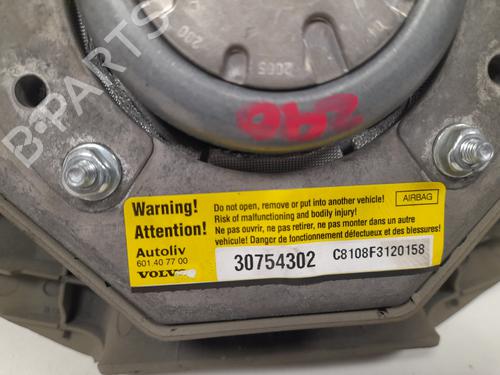 2005
290
B-PARTS
Warning!
Attention!
Do not open, remove or put into another vehicle!
Risk of malfunctioning and bodily injury!
Ne pas ouvrir, ne pas retirer, ne pas monter dans un autre
vehicule! Danger de fonctionnement défectueux et des blessures!
AIRBAG
Autoliv
601 40 77 00
VOLVO
30754302
C8108F3120158